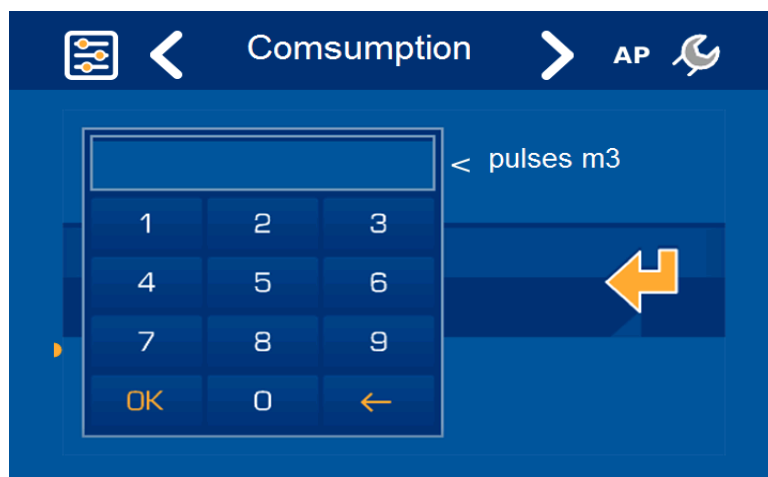 Comsumption
AP
< pulses m3
1 2 3
4 5 6
7 8 9
OK 0 ←